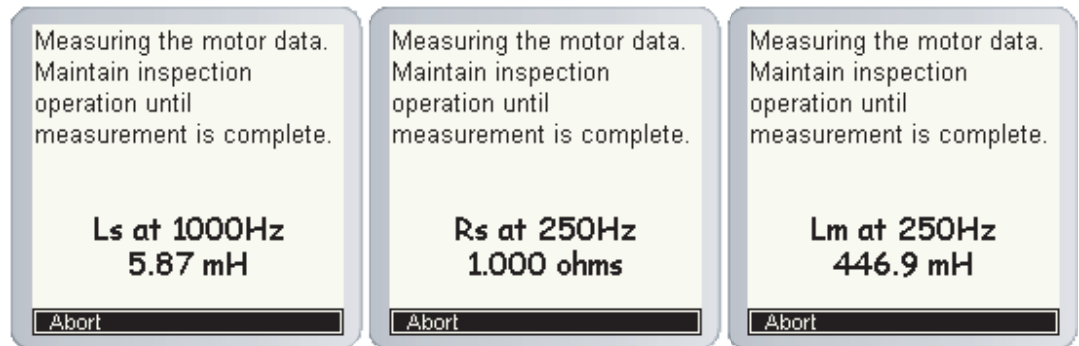 Measuring the motor data.
Maintain inspection
operation until
measurement is complete.
Ls at 1000Hz
5.87 mH
Abort
Measuring the motor data.
Maintain inspection
operation until
measurement is complete.
Rs at 250Hz
1.000 ohms
Abort
Measuring the motor data.
Maintain inspection
operation until
measurement is complete.
Lm at 250Hz
446.9 mH
Abort